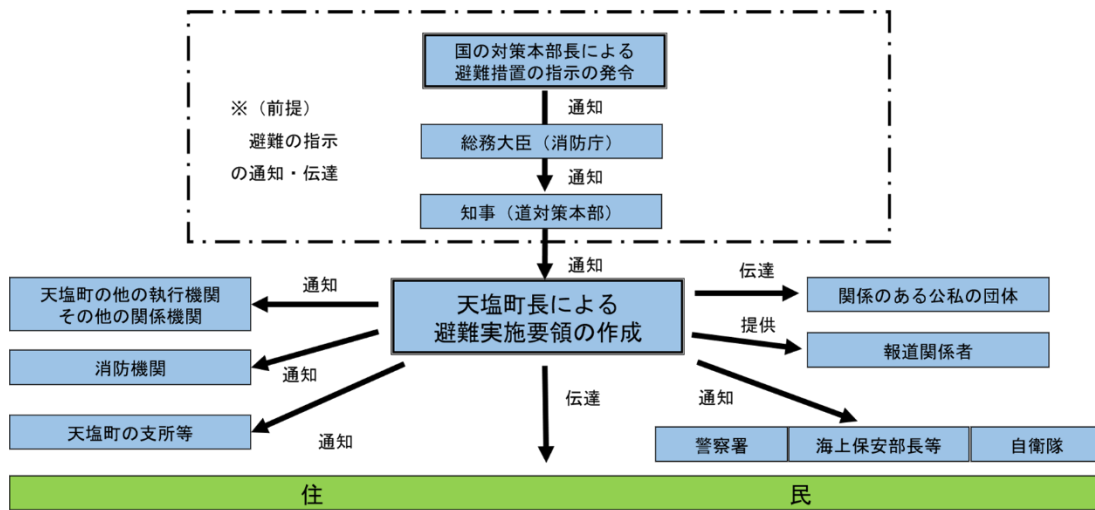 国の対策本部長による
避難措置の指示の発令
※（前提）
避難の指示
の通知・伝達
通知
総務大臣（消防庁）
通知
知事（道対策本部）
通知
天塩町長による
避難実施要領の作成
通知
天塩町の他の執行機関
その他の関係機関
消防機関
通知
天塩町の支所等
通知
伝達
伝達
関係のある公私の団体
提供
報道関係者
通知
警察署
海上保安部長等
自衛隊
住
民